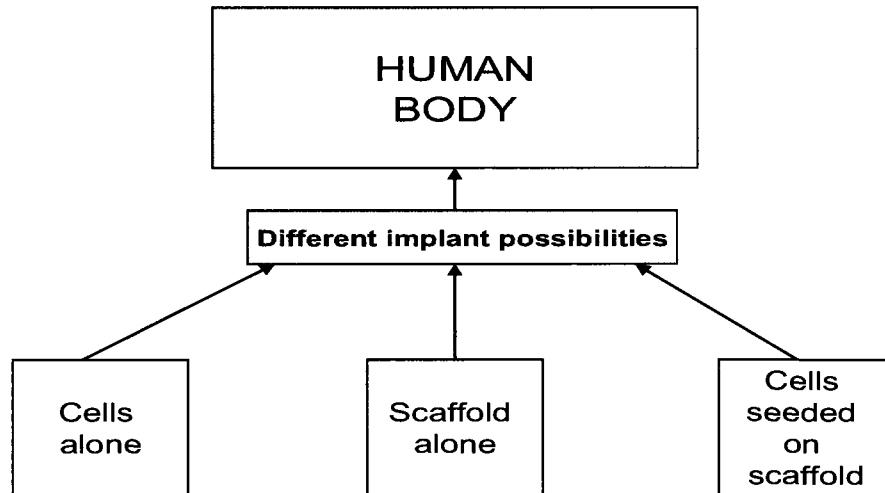 HUMAN
BODY
Different implant possibilities
Cells
alone
Scaffold
alone
Cells
seeded
on
scaffold